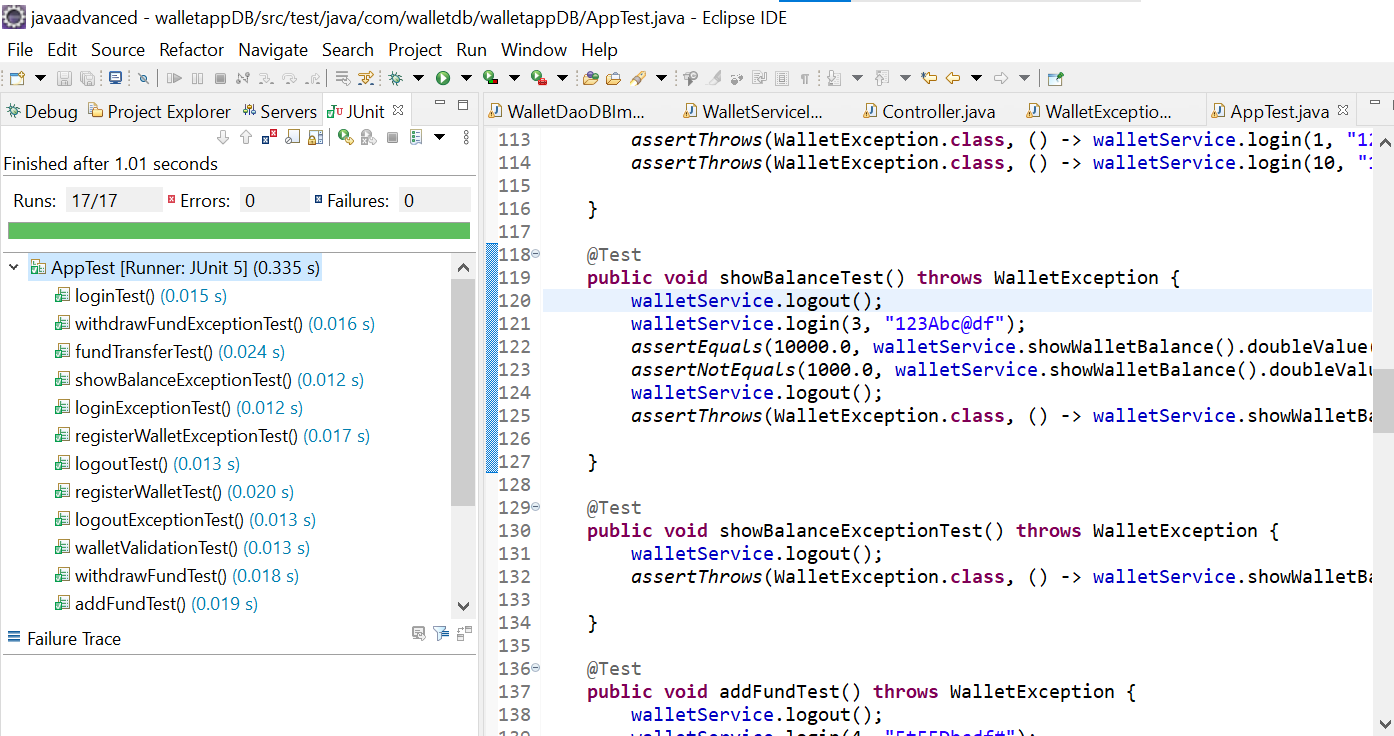 javaadvanced - walletappDB/src/test/java/com/walletdb/walletappDB/AppTest.java - Eclipse IDE
File Edit Source Refactor Navigate Search Project Run Window Help
Debug Project Explorer Servers JUnit
Finished after 1.01 seconds
Runs: 17/17 Errors: 0 Failures: 0
AppTest [Runner: JUnit 5] (0.335 s)
loginTest() (0.015 s)
withdrawFundExceptionTest() (0.016 s)
fundTransferTest() (0.024 s)
showBalanceExceptionTest() (0.012 s)
loginExceptionTest() (0.012 s)
registerWalletExceptionTest() (0.017 s)
logoutTest() (0.013 s)
registerWalletTest() (0.020 s)
logoutExceptionTest() (0.013 s)
walletValidationTest() (0.013 s)
withdrawFundTest() (0.018 s)
addFundTest() (0.019 s)
Failure Trace
WalletDaoDBIm... WalletServiceI... Controller.java WalletExceptio... AppTest.java
113 assertThrows(WalletException.class, () -> walletService.login(1, "12
114 assertThrows(WalletException.class, () -> walletService.login(10, "1
115
116 }
117
118 @Test
119 public void showBalanceTest() throws WalletException {
120 walletService.logout();
121 walletService.login(3, "123Abc@df");
122 assertEquals(10000.0, walletService.showWalletBalance().doubleValue(
123 assertNotEquals(1000.0, walletService.showWalletBalance().doubleValu
124 walletService.logout();
125 assertThrows(WalletException.class, () -> walletService.showWalletBa
126
127 }
128
129 @Test
130 public void showBalanceExceptionTest() throws WalletException {
131 walletService.logout();
132 assertThrows(WalletException.class, () -> walletService.showWalletBa
133
134 }
135
136 @Test
137 public void addFundTest() throws WalletException {
138 walletService.logout();
139 walletService.login(4,